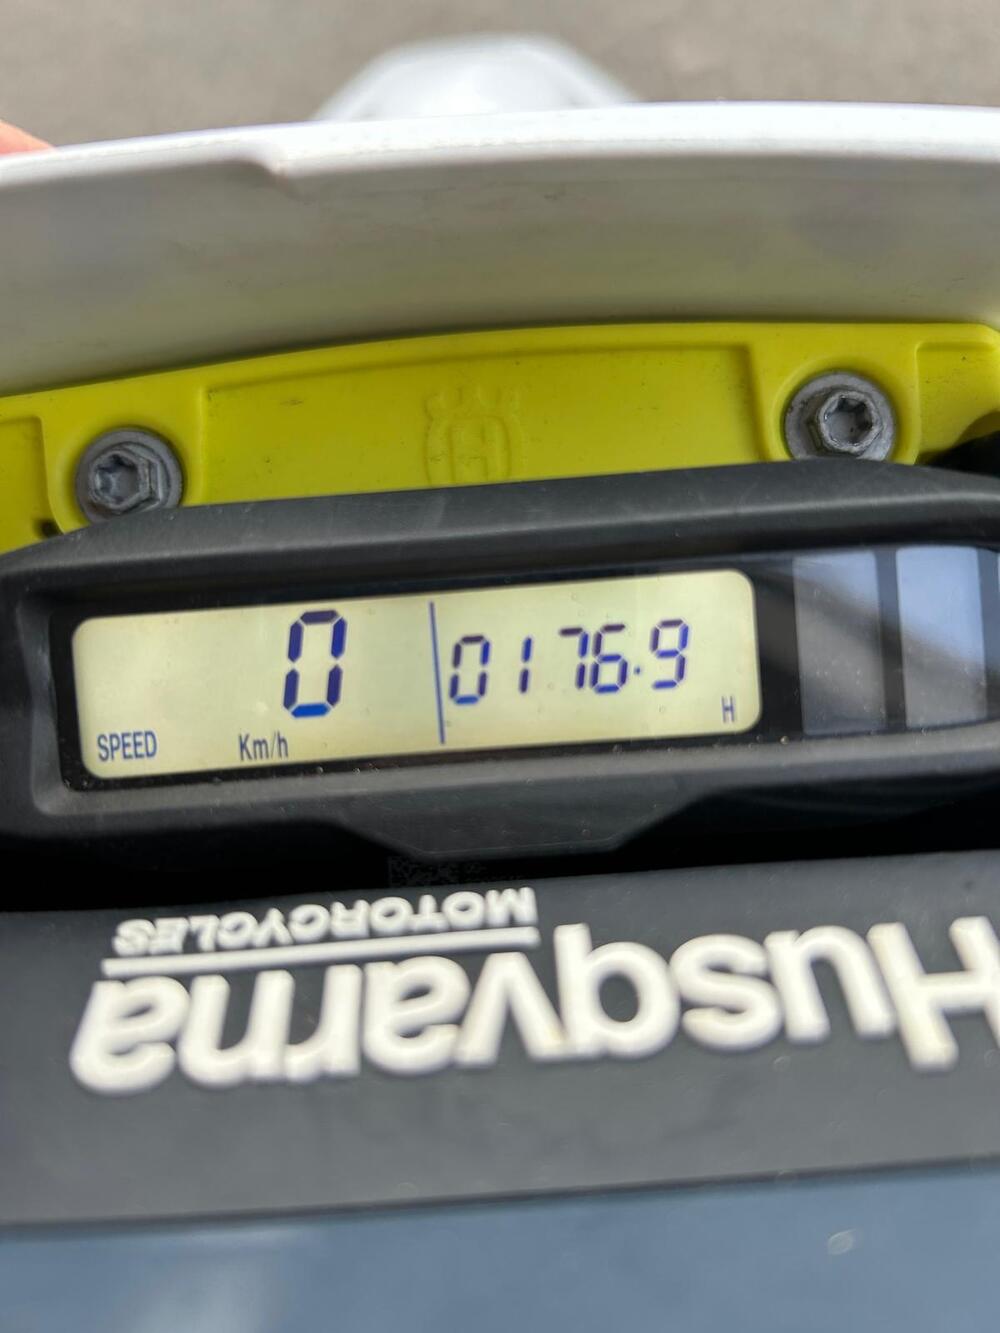 0 0176.9
SPEED Km/h H
Husqvarna
MOTORCYCLES